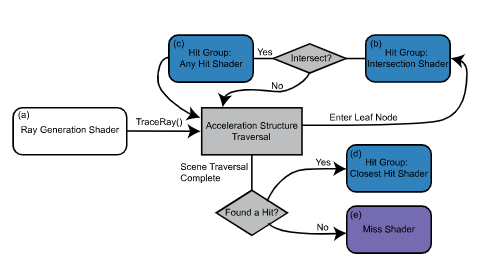 (c)
Hit Group:
Any Hit Shader
Yes
Intersect?
(b)
Hit Group:
Intersection Shader
No
(a)
Ray Generation Shader
TraceRay()
Acceleration Structure
Traversal
Enter Leaf Node
Scene Traversal
Complete
Yes
(d)
Hit Group:
Closest Hit Shader
Found a Hit?
No
(e)
Miss Shader